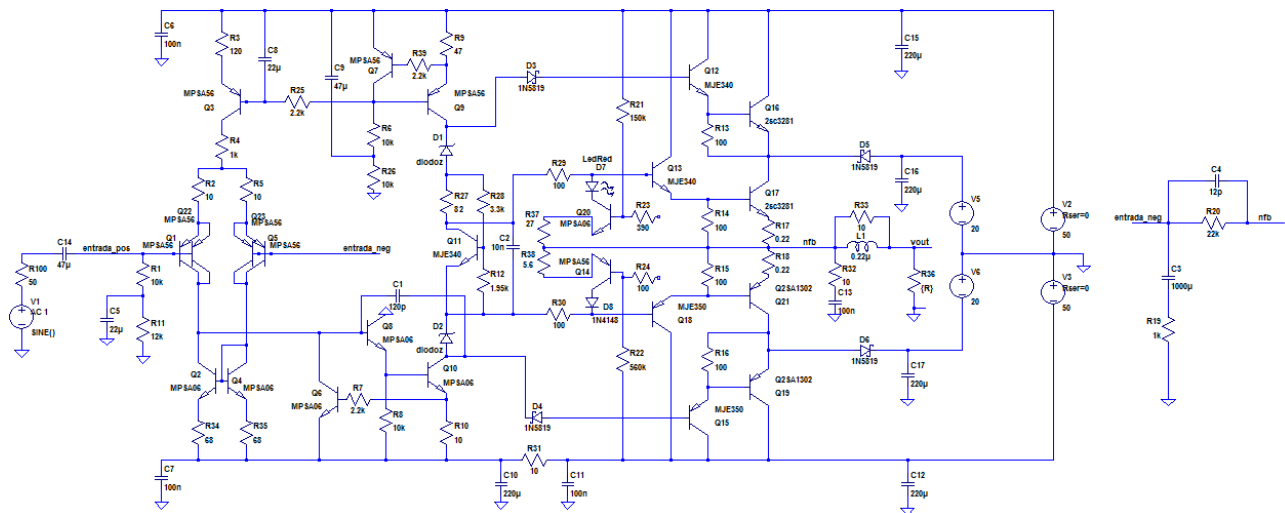 C6
100n
R3
120
C8
22µ
R25
2.2k
MPSA56
Q3
R4
1k
C9
47µ
MPSA56
Q7
R39
2.2k
R9
47
MPSA56
Q9
R6
10k
R26
10k
D1
diodoz
D3
1N5819
Q12
MJE340
R13
100
Q16
2sc3281
C15
220µ
R21
150k
R29
100
LedRed
D7
Q13
MJE340
D5
1N5819
C16
220µ
R2
10
R5
10
MPSA56
Q22
Q1
MPSA56
Q23
Q5
MPSA56
MPSA56
C14
47µ
entrada_pos
entrada_neg
R100
50
V1
AC 1
SINE()
R1
10k
C5
22µ
R11
12k
R27
82
R28
3.3k
Q11
MJE340
C2
10n
R12
1.95k
R37
27
Q20
MPSA06
R23
390
R38
5.6
MPSA56
Q14
R24
100
R14
100
Q17
2sc3281
R17
0.22
R18
0.22
nfb
R33
10
L1
0.22µ
vout
R32
10
C13
100n
R36
{R}
V5
20
V6
20
V2
Rser=0
50
V3
Rser=0
50
C4
12p
entrada_neg
R20
22k
nfb
C3
1000µ
R19
1k
C1
120p
Q8
MPSA06
D2
diodoz
R30
100
D8
1N4148
R15
100
MJE350
Q18
Q2SA1302
Q21
Q2
MPSA06
Q4
MPSA06
Q6
MPSA06
R7
2.2k
R8
10k
Q10
MPSA06
R10
10
D4
1N5819
R22
560k
R16
100
MJE350
Q15
Q2SA1302
Q19
D6
1N5819
C17
220µ
R34
68
R35
68
C7
100n
C10
220µ
R31
10
C11
100n
C12
220µ